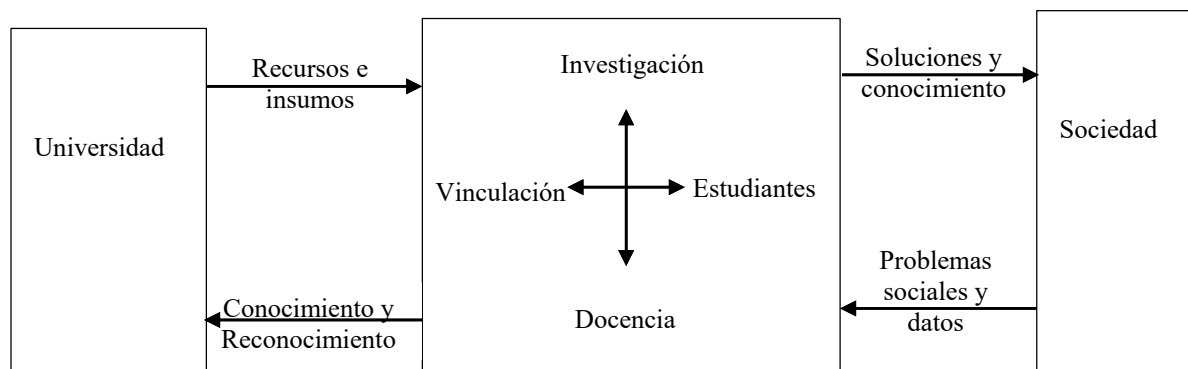 Universidad
Recursos e
insumos
Conocimiento y
Reconocimiento
Investigación
Vinculación
Estudiantes
Docencia
Soluciones y
conocimiento
Problemas
sociales y
datos
Sociedad